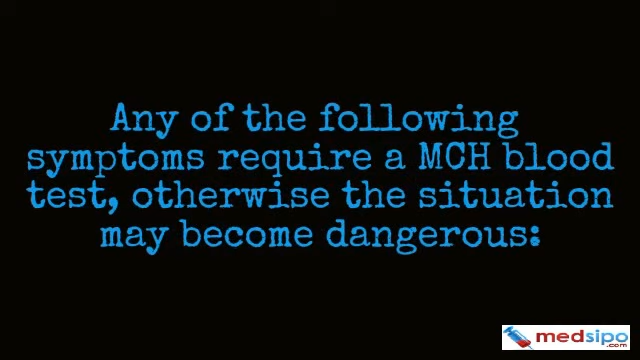 Any of the following
symptoms require a MCH blood
test, otherwise the situation
may become dangerous:
medsipo
.com